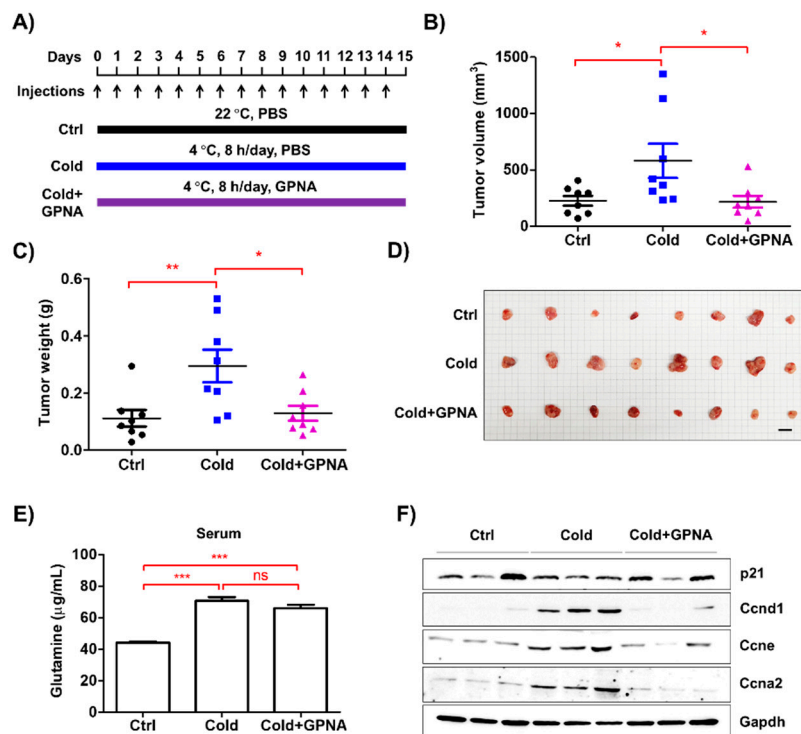 A)
Days 0 1 2 3 4 5 6 7 8 9 10 11 12 13 14 15
Injections
22 °C, PBS
Ctrl
4 °C, 8 h/day, PBS
Cold
4 °C, 8 h/day, GPNA
Cold+
GPNA
B)
Tumor volume (mm³)
1500
1000
500
0
* *
Ctrl Cold Cold+GPNA
C)
Tumor weight (g)
0.6
0.4
0.2
0.0
** *
Ctrl Cold Cold+GPNA
D)
Ctrl
Cold
Cold+GPNA
E)
Serum
Glutamine (µg/mL)
100
80
60
40
20
0
***
*** ns
Ctrl Cold Cold+GPNA
F)
Ctrl Cold Cold+GPNA
p21
Ccnd1
Ccne
Ccna2
Gapdh